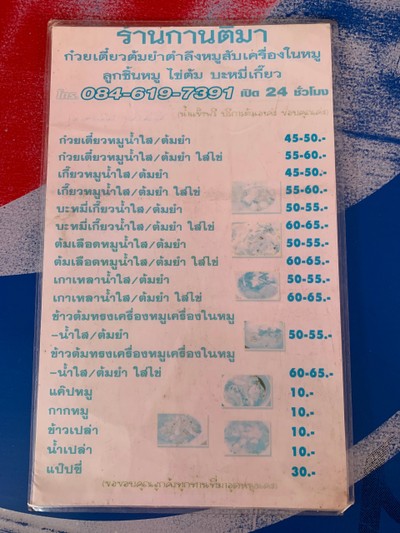 ร้านกานติมา
ก๋วยเตี๋ยวต้มยำตำลึงหมูสับเครื่องในหมู
ลูกชิ้นหมู ไข่ต้ม บะหมี่เกี๊ยว
โทร. 084-619-7391 เปิด 24 ชั่วโมง
ก๋วยเตี๋ยวหมูน้ำใส/ต้มยำ 45-50.-
ก๋วยเตี๋ยวหมูน้ำใส/ต้มยำ ใส่ไข่ 55-60.-
เกี๊ยวหมูน้ำใส/ต้มยำ 45-50.-
เกี๊ยวหมูน้ำใส/ต้มยำ ใส่ไข่ 55-60.-
บะหมี่เกี๊ยวน้ำใส/ต้มยำ 50-55.-
บะหมี่เกี๊ยวน้ำใส/ต้มยำ ใส่ไข่ 60-65.-
ต้มเลือดหมูน้ำใส/ต้มยำ 50-55.-
ต้มเลือดหมูน้ำใส/ต้มยำ ใส่ไข่ 60-65.-
เกาเหลาน้ำใส/ต้มยำ 50-55.-
เกาเหลาน้ำใส/ต้มยำ ใส่ไข่ 60-65.-
ข้าวต้มทรงเครื่องหมูเครื่องในหมู
-น้ำใส/ต้มยำ 50-55.-
ข้าวต้มทรงเครื่องหมูเครื่องในหมู
-น้ำใส/ต้มยำ ใส่ไข่ 60-65.-
แค๊ปหมู 10.-
กากหมู 10.-
ข้าวเปล่า 10.-
น้ำเปล่า 10.-
แป๊ปซี่ 30.-